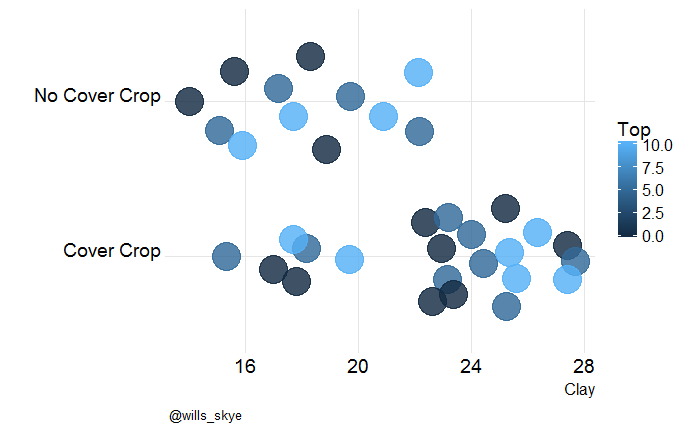 No Cover Crop
Cover Crop
16 20 24 28
Clay
Top
10.0
7.5
5.0
2.5
0.0
@wills_skye